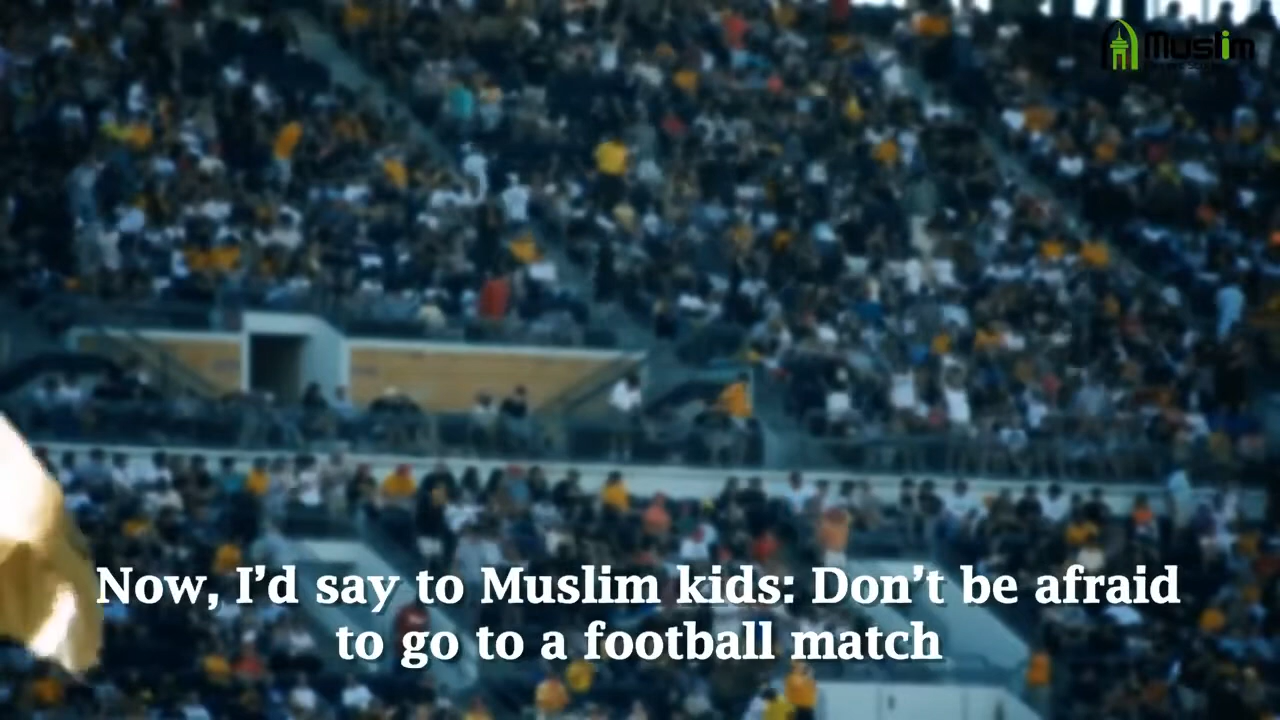 Muslim
Now, I’d say to Muslim kids: Don’t be afraid
to go to a football match